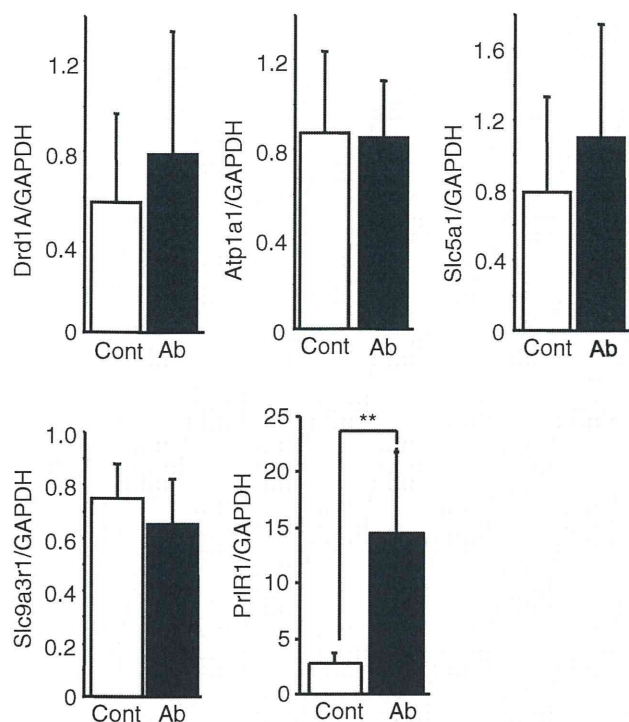 Drd1A/GAPDH
1.2
0.8
0.4
0
Cont Ab
Atp1a1/GAPDH
1.2
0.8
0.4
0
Cont Ab
Slc5a1/GAPDH
1.6
1.2
0.8
0.4
0
Cont Ab
Slc9a3r1/GAPDH
1.0
0.8
0.6
0.4
0.2
0
Cont Ab
PrlR1/GAPDH
25
20
15
10
5
0
**
Cont Ab